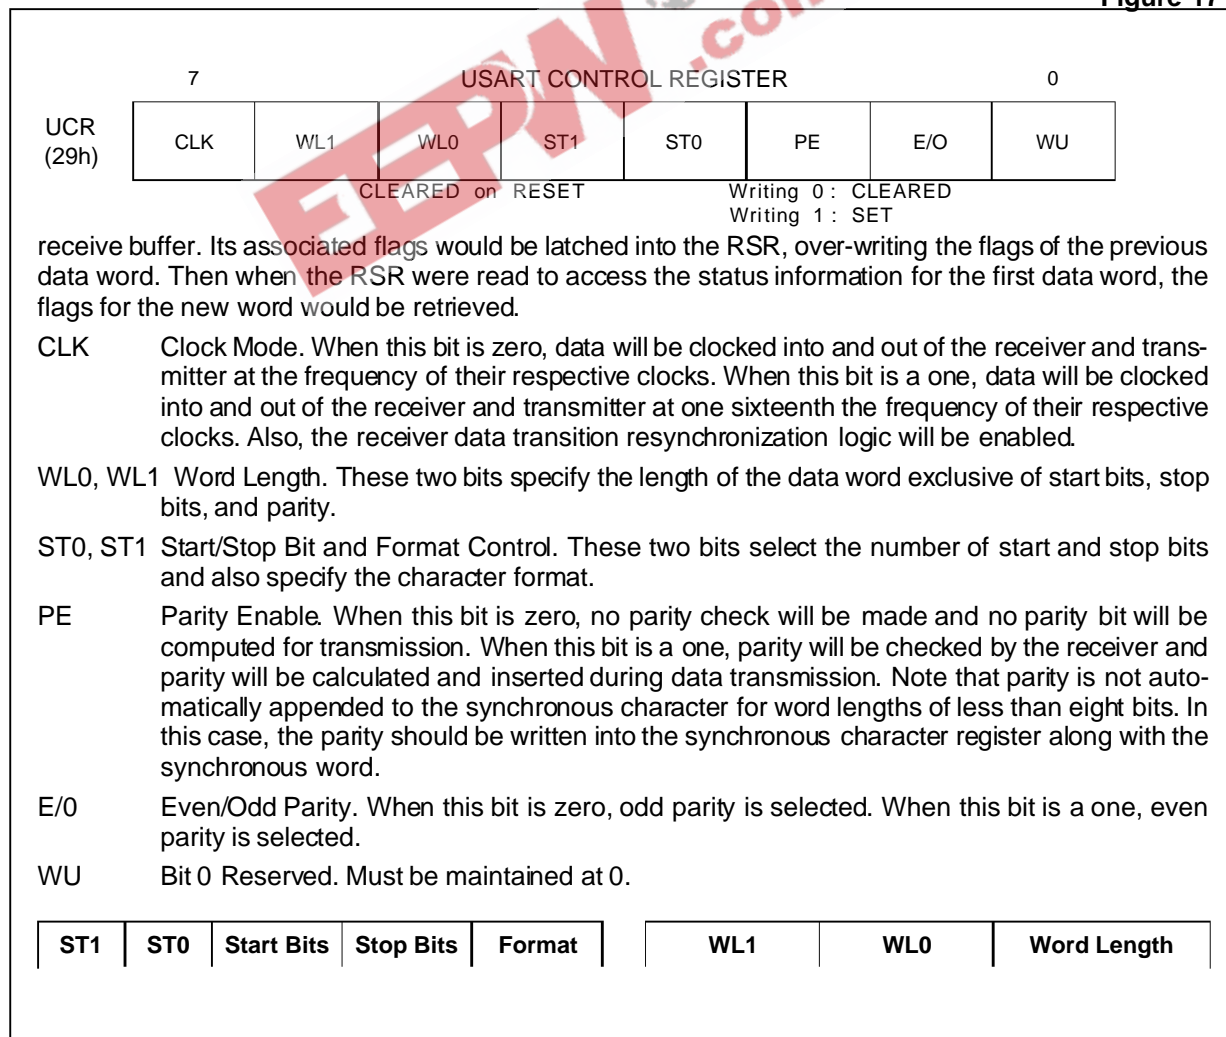 Figure 17
7 USART CONTROL REGISTER 0
UCR
(29h)
CLK WL1 WL0 ST1 ST0 PE E/O WU
CLEARED on RESET Writing 0 : CLEARED
Writing 1 : SET
receive buffer. Its associated flags would be latched into the RSR, over-writing the flags of the previous
data word. Then when the RSR were read to access the status information for the first data word, the
flags for the new word would be retrieved.
CLK Clock Mode. When this bit is zero, data will be clocked into and out of the receiver and trans-
mitter at the frequency of their respective clocks. When this bit is a one, data will be clocked
into and out of the receiver and transmitter at one sixteenth the frequency of their respective
clocks. Also, the receiver data transition resynchronization logic will be enabled.
WL0, WL1 Word Length. These two bits specify the length of the data word exclusive of start bits, stop
bits, and parity.
ST0, ST1 Start/Stop Bit and Format Control. These two bits select the number of start and stop bits
and also specify the character format.
PE Parity Enable. When this bit is zero, no parity check will be made and no parity bit will be
computed for transmission. When this bit is a one, parity will be checked by the receiver and
parity will be calculated and inserted during data transmission. Note that parity is not auto-
matically appended to the synchronous character for word lengths of less than eight bits. In
this case, the parity should be written into the synchronous character register along with the
synchronous word.
E/0 Even/Odd Parity. When this bit is zero, odd parity is selected. When this bit is a one, even
parity is selected.
WU Bit 0 Reserved. Must be maintained at 0.
ST1 ST0 Start Bits Stop Bits Format WL1 WL0 Word Length
EEPW.com